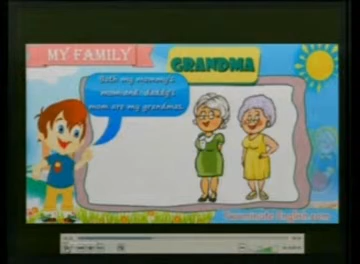 MY FAMILY
GRANDMA
Both my mommy's
mom and daddy's
mom are my grandmas.